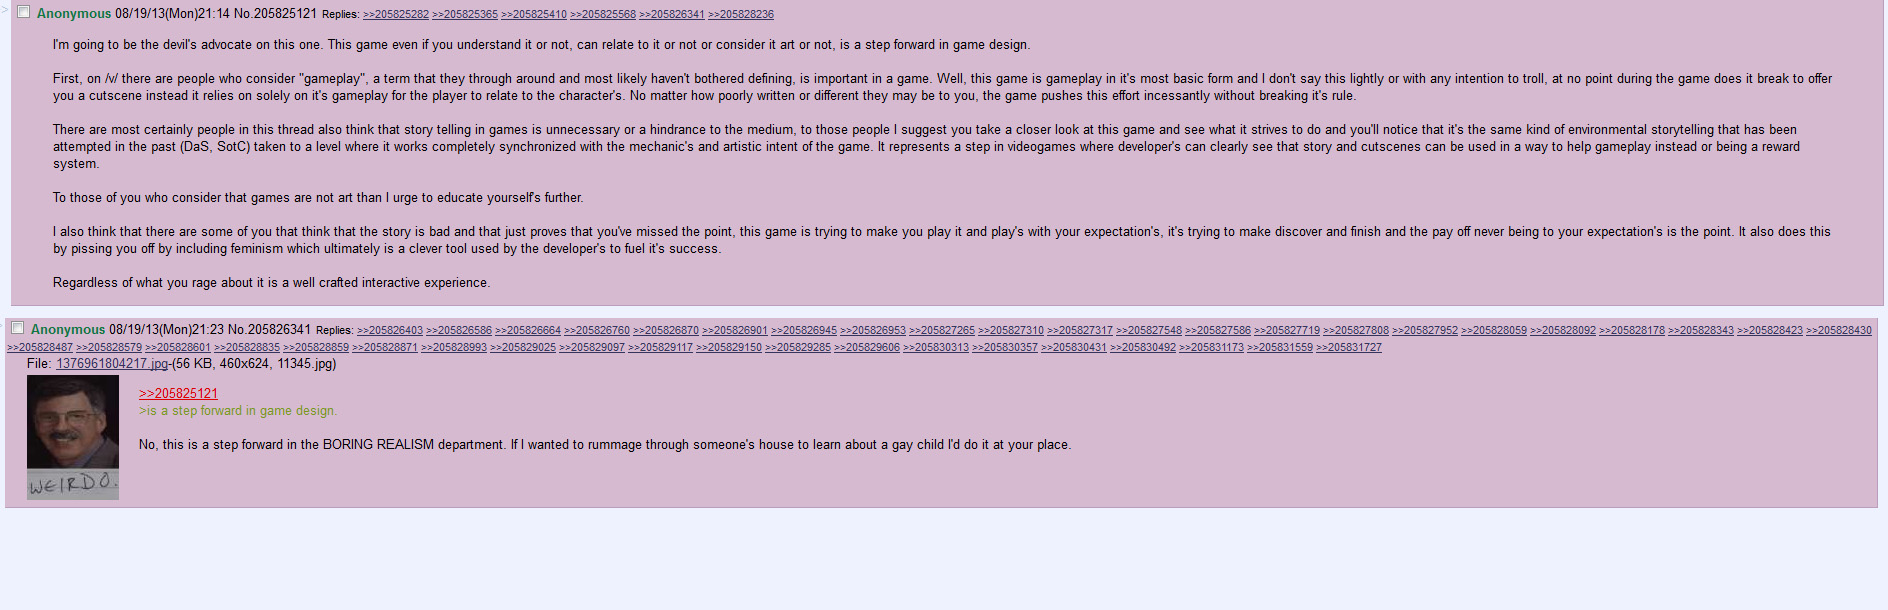 Anonymous 08/19/13(Mon)21:14 No.205825121 Replies: >>205825282 >>205825365 >>205825410 >>205825568 >>205826341 >>205828236
I'm going to be the devil's advocate on this one. This game even if you understand it or not, can relate to it or not or consider it art or not, is a step forward in game design.
First, on /v/ there are people who consider "gameplay", a term that they through around and most likely haven't bothered defining, is important in a game. Well, this game is gameplay in it's most basic form and I don't say this lightly or with any intention to troll, at no point during the game does it break to offer
you a cutscene instead it relies on solely on it's gameplay for the player to relate to the character's. No matter how poorly written or different they may be to you, the game pushes this effort incessantly without breaking it's rule.
There are most certainly people in this thread also think that story telling in games is unnecessary or a hindrance to the medium, to those people I suggest you take a closer look at this game and see what it strives to do and you'll notice that it's the same kind of environmental storytelling that has been
attempted in the past (DaS, SotC) taken to a level where it works completely synchronized with the mechanic's and artistic intent of the game. It represents a step in videogames where developer's can clearly see that story and cutscenes can be used in a way to help gameplay instead or being a reward
system.
To those of you who consider that games are not art than I urge to educate yourself's further.
I also think that there are some of you that think that the story is bad and that just proves that you've missed the point, this game is trying to make you play it and play's with your expectation's, it's trying to make discover and finish and the pay off never being to your expectation's is the point. It also does this
by pissing you off by including feminism which ultimately is a clever tool used by the developer's to fuel it's success.
Regardless of what you rage about it is a well crafted interactive experience.
Anonymous 08/19/13(Mon)21:23 No.205826341 Replies: >>205826403 >>205826586 >>205826664 >>205826760 >>205826870 >>205826901 >>205826945 >>205826953 >>205827265 >>205827310 >>205827317 >>205827548 >>205827586 >>205827719 >>205827808 >>205827952 >>205828059 >>205828092 >>205828178 >>205828343 >>205828423 >>205828430
>>205828487 >>205828579 >>205828601 >>205828835 >>205828859 >>205828871 >>205828993 >>205829025 >>205829097 >>205829117 >>205829150 >>205829285 >>205829606 >>205830313 >>205830357 >>205830431 >>205830492 >>205831173 >>205831559 >>205831727
File: 1376961804217.jpg-(56 KB, 460x624, 11345.jpg)
>>205825121
>is a step forward in game design.
No, this is a step forward in the BORING REALISM department. If I wanted to rummage through someone's house to learn about a gay child I'd do it at your place.
WEIRDO.